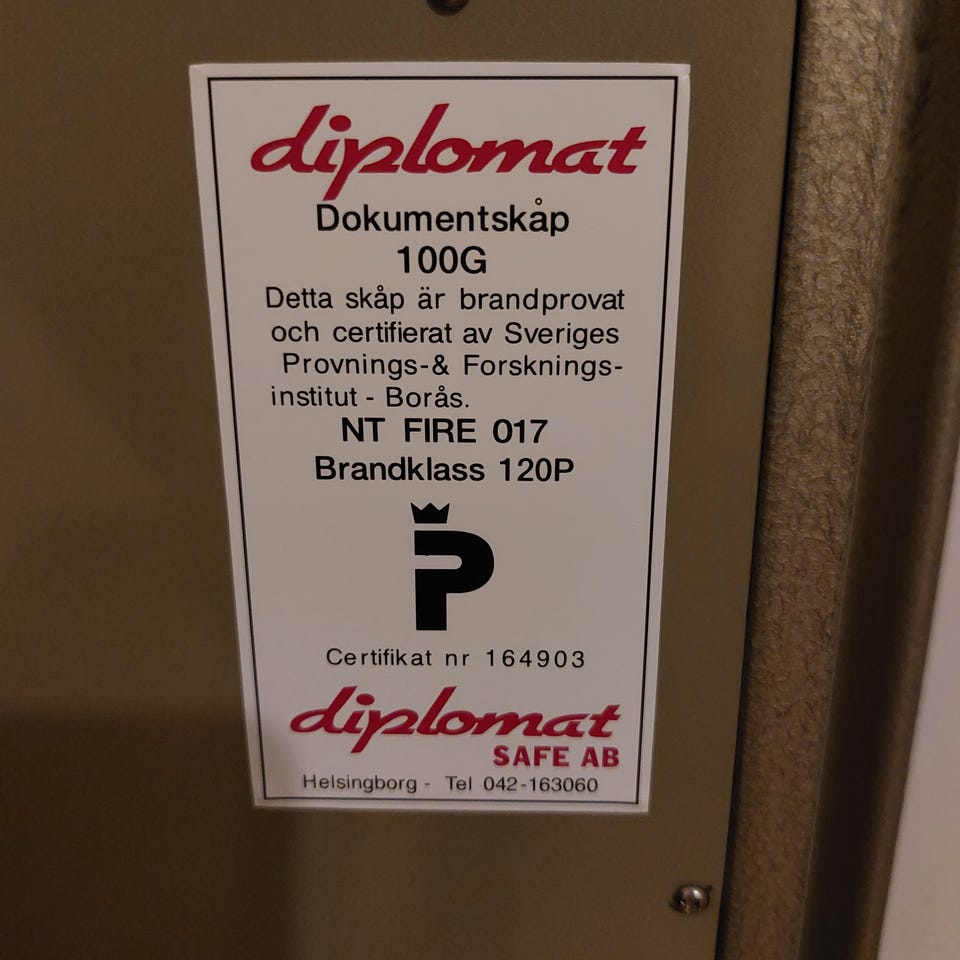 diplomat
Dokumentskåp
100G
Detta skåp är brandprovat
och certifierat av Sveriges
Provnings-& Forsknings-
institut - Borås.
NT FIRE 017
Brandklass 120P
P
Certifikat nr 164903
diplomat
SAFE AB
Helsingborg - Tel 042-163060